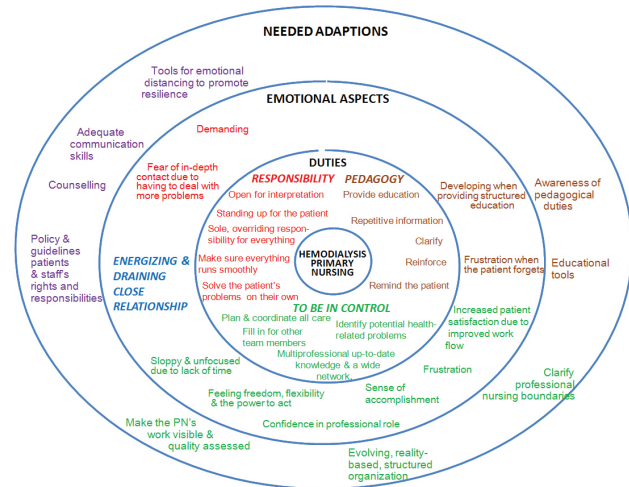 NEEDED ADAPTIONS
Tools for emotional
distancing to promote
resilience
Adequate
communication
skills
Counselling
Policy &
guidelines
patients
& staff's
rights and
responsibilities
EMOTIONAL ASPECTS
Demanding
Fear of in-depth
contact due to
having to deal with
more problems
ENERGIZING &
DRAINING
CLOSE
RELATIONSHIP
DUTIES
RESPONSIBILITY
Open for interpretation
Standing up for the patient
Sole, overriding respon-
sibility for everything
Make sure everything
runs smoothly
Solve the patient's
problems on their own
PEDAGOGY
Provide education
Repetitive information
Clarify
Reinforce
Remind the patient
HEMODIALYSIS
PRIMARY
NURSING
TO BE IN CONTROL
Plan & coordinate all care
Fill in for other
team members
Identify potential health-
related problems
Multiprofessional up-to-date
knowledge & a wide
network,
Developing when
providing structured
education
Frustration when
the patient forgets
Awareness of
pedagogical
duties
Educational
tools
Increased patient
satisfaction due to
improved work
flow
Frustration
Sense of
accomplishment
Sloppy & unfocused
due to lack of time
Feeling freedom, flexibility
& the power to act
Confidence in professional role
Clarify
professional
nursing boundaries
Make the PN's
work visible &
quality assessed
Evolving, reality-
based, structured
organization